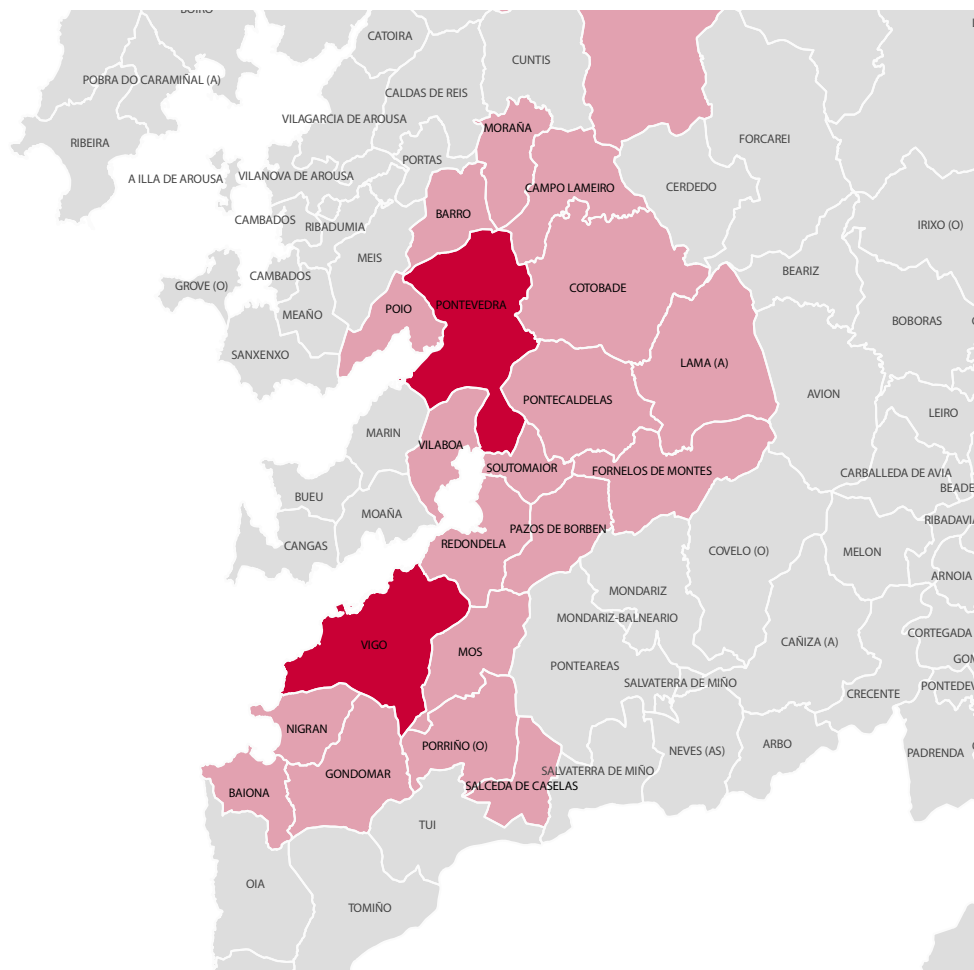 CATOIRA
CUNTIS
POBRA DO CARAMIÑAL (A)
CALDAS DE REIS
VILAGARCIA DE AROUSA
MORAÑA
RIBEIRA
FORCAREI
PORTAS
A ILLA DE AROUSA
VILANOVA DE AROUSA
CAMPO LAMEIRO
CERDEDO
CAMBADOS
RIBADUMIA
BARRO
IRIXO (O)
MEIS
CAMBADOS
BEARIZ
GROVE (O)
COTOBADE
PONTEVEDRA
POIO
MEAÑO
BOBORAS
SANXENXO
LAMA (A)
AVION
PONTECALDELAS
LEIRO
MARIN
VILABOA
SOUTOMAIOR
FORNELOS DE MONTES
CARBALLEDA DE AVIA
BEADE
BUEU
MOAÑA
PAZOS DE BORBEN
RIBADAVIA
CANGAS
REDONDELA
COVELO (O)
MELON
ARNOIA
MONDARIZ
MONDARIZ-BALNEARIO
CORTEGADA
VIGO
MOS
CAÑIZA (A)
GOM
PONTEAREAS
SALVATERRA DE MIÑO
PONTEDEV
CRECENTE
NIGRAN
PORRIÑO (O)
NEVES (AS)
ARBO
PADRENDA
GONDOMAR
SALVATERRA DE MIÑO
BAIONA
SALCEDA DE CASELAS
TUI
OIA
TOMIÑO